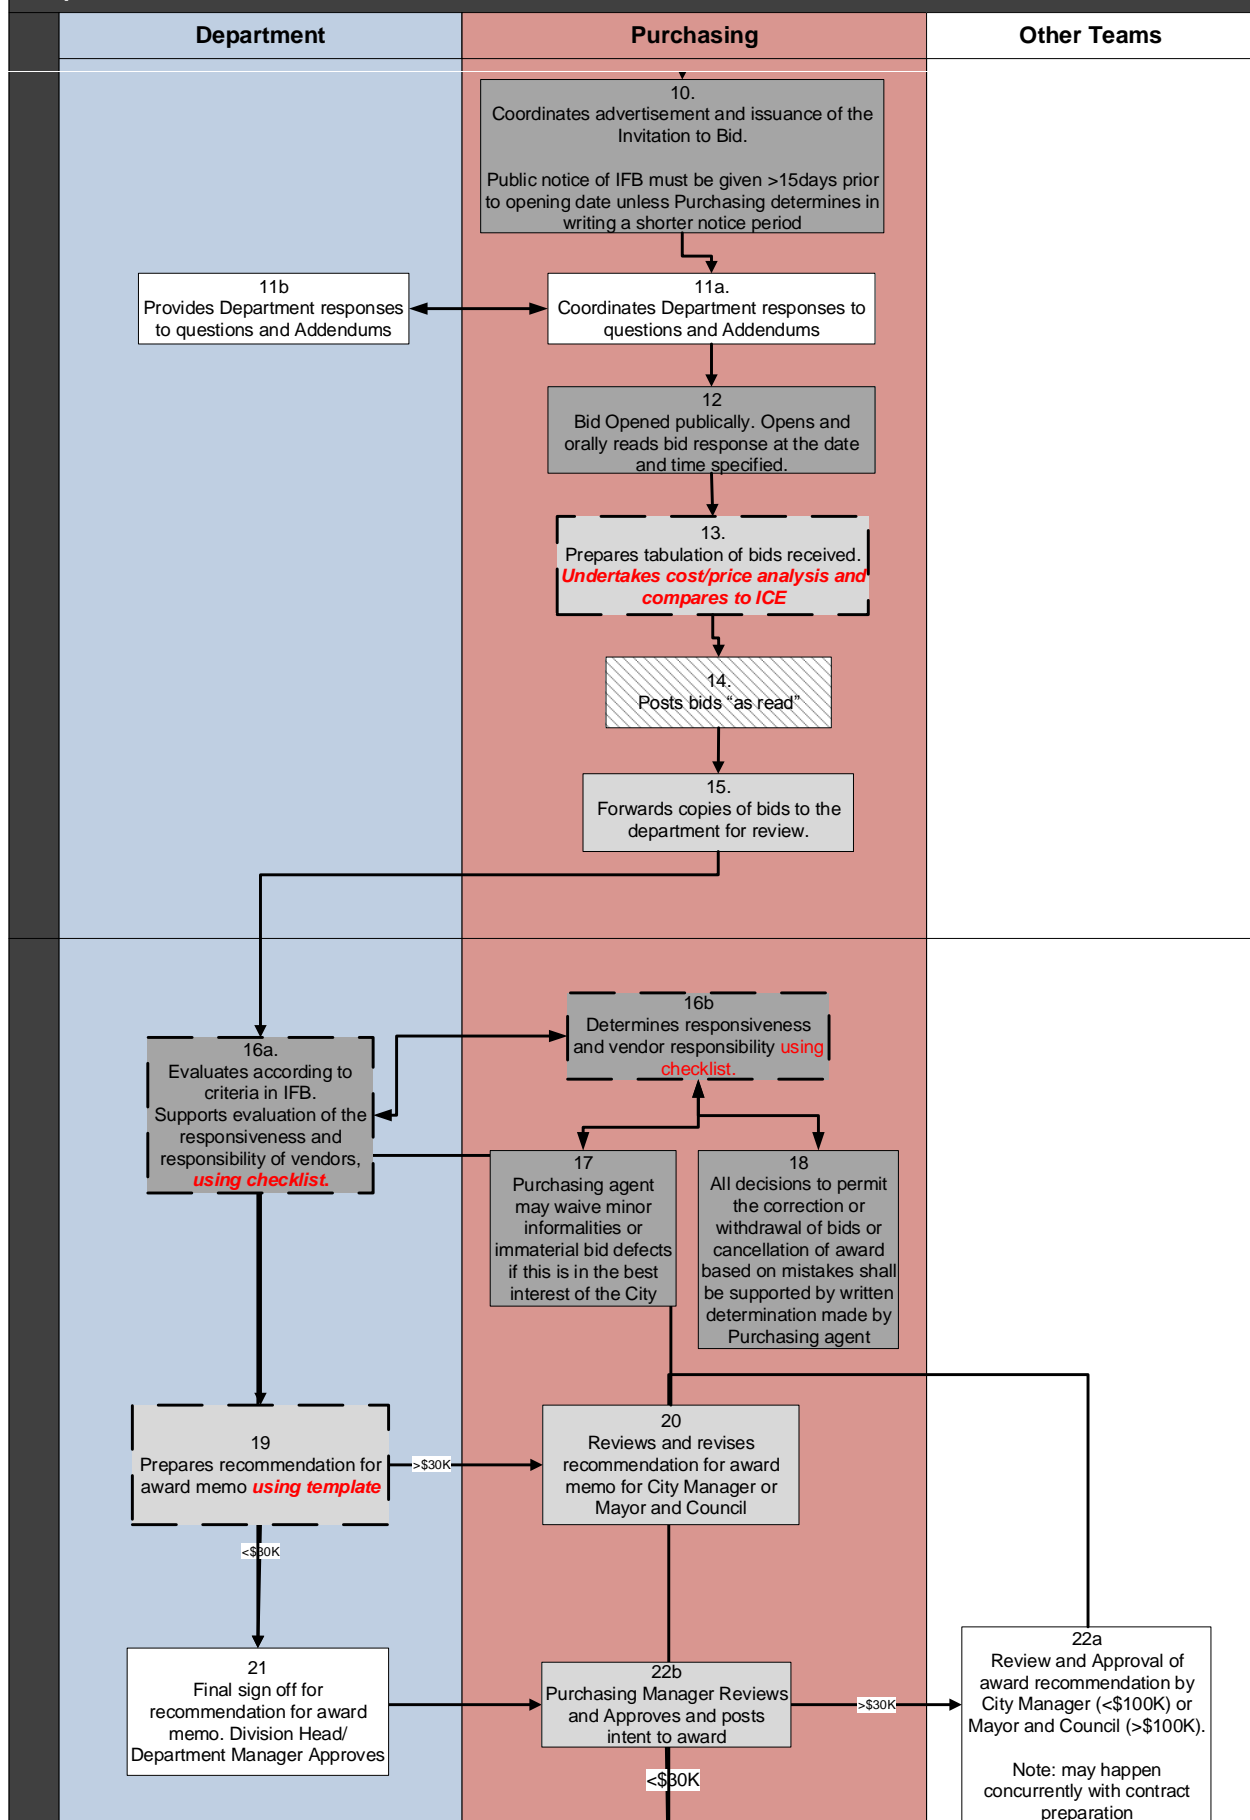 Department
Purchasing
Other Teams
10.
Coordinates advertisement and issuance of the
Invitation to Bid.
Public notice of IFB must be given >15days prior
to opening date unless Purchasing determines in
writing a shorter notice period
11b
Provides Department responses
to questions and Addendums
11a.
Coordinates Department responses to
questions and Addendums
12
Bid Opened publically. Opens and
orally reads bid response at the date
and time specified.
13.
Prepares tabulation of bids received.
Undertakes cost/price analysis and
compares to ICE
14.
Posts bids “as read”
15.
Forwards copies of bids to the
department for review.
16a.
Evaluates according to
criteria in IFB.
Supports evaluation of the
responsiveness and
responsibility of vendors,
using checklist.
16b
Determines responsiveness
and vendor responsibility using
checklist.
17
Purchasing agent
may waive minor
informalities or
immaterial bid defects
if this is in the best
interest of the City
18
All decisions to permit
the correction or
withdrawal of bids or
cancellation of award
based on mistakes shall
be supported by written
determination made by
Purchasing agent
19
Prepares recommendation for
award memo using template
>$30K
20
Reviews and revises
recommendation for award
memo for City Manager or
Mayor and Council
<$30K
21
Final sign off for
recommendation for award
memo. Division Head/
Department Manager Approves
22b
Purchasing Manager Reviews
and Approves and posts
intent to award
>$30K
22a
Review and Approval of
award recommendation by
City Manager (<$100K) or
Mayor and Council (>$100K).
Note: may happen
concurrently with contract
preparation
<$30K